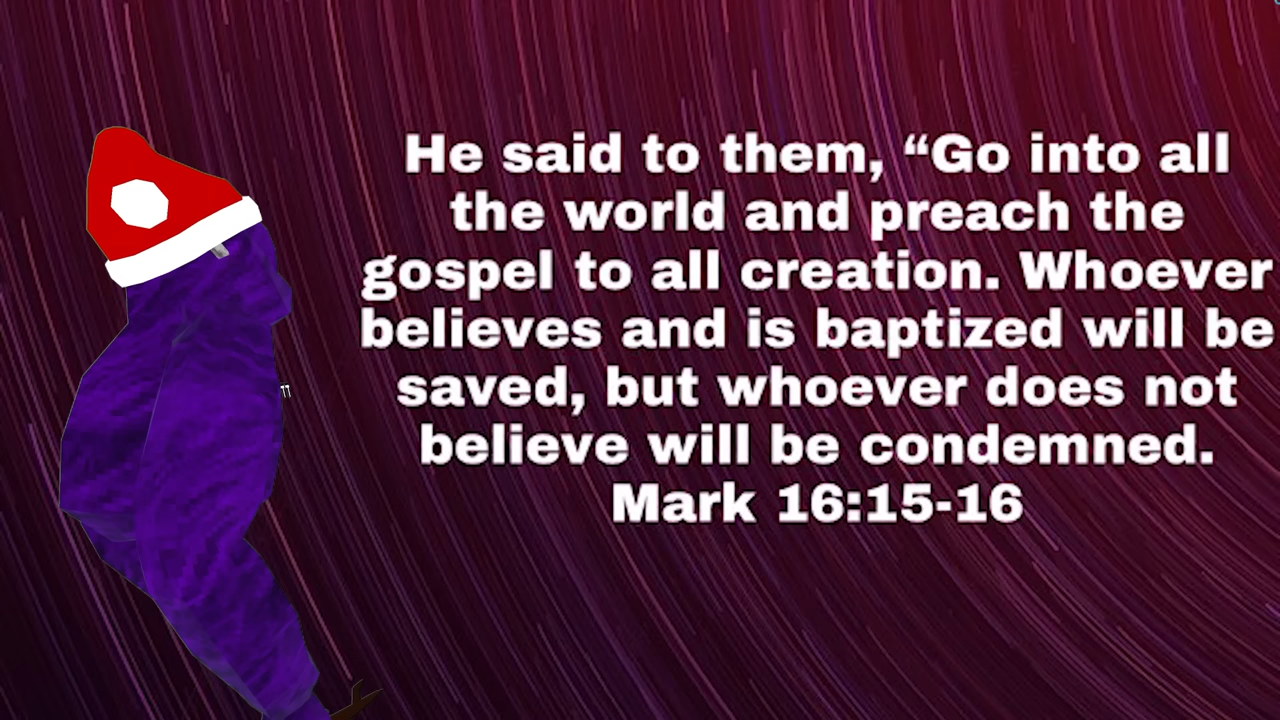 He said to them, “Go into all
the world and preach the
gospel to all creation. Whoever
believes and is baptized will be
saved, but whoever does not
believe will be condemned.
Mark 16:15-16